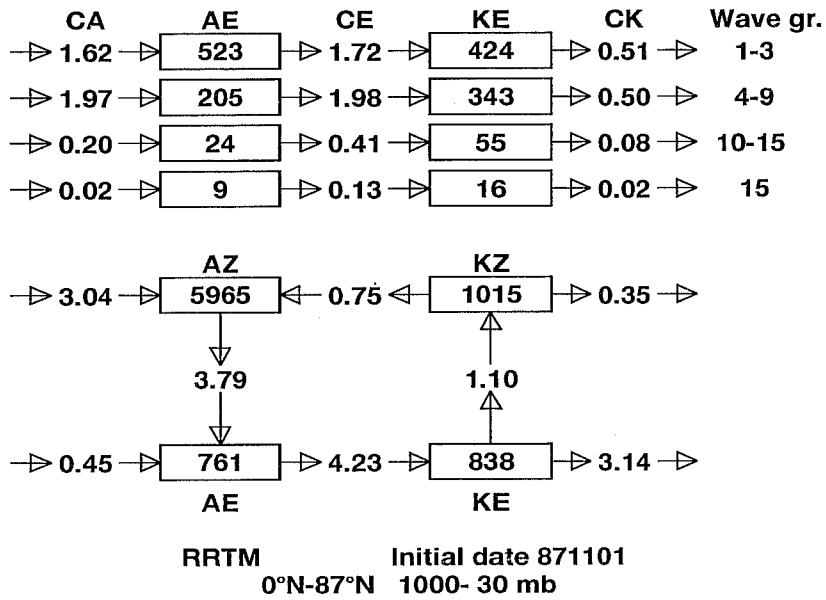 CA AE CE KE CK Wave gr.
1.62 523 1.72 424 0.51 1-3
1.97 205 1.98 343 0.50 4-9
0.20 24 0.41 55 0.08 10-15
0.02 9 0.13 16 0.02 15
AZ KZ
3.04 5965 0.75 1015 0.35
3.79 1.10
0.45 761 4.23 838 3.14
AE KE
RRTM Initial date 871101
0°N-87°N 1000- 30 mb